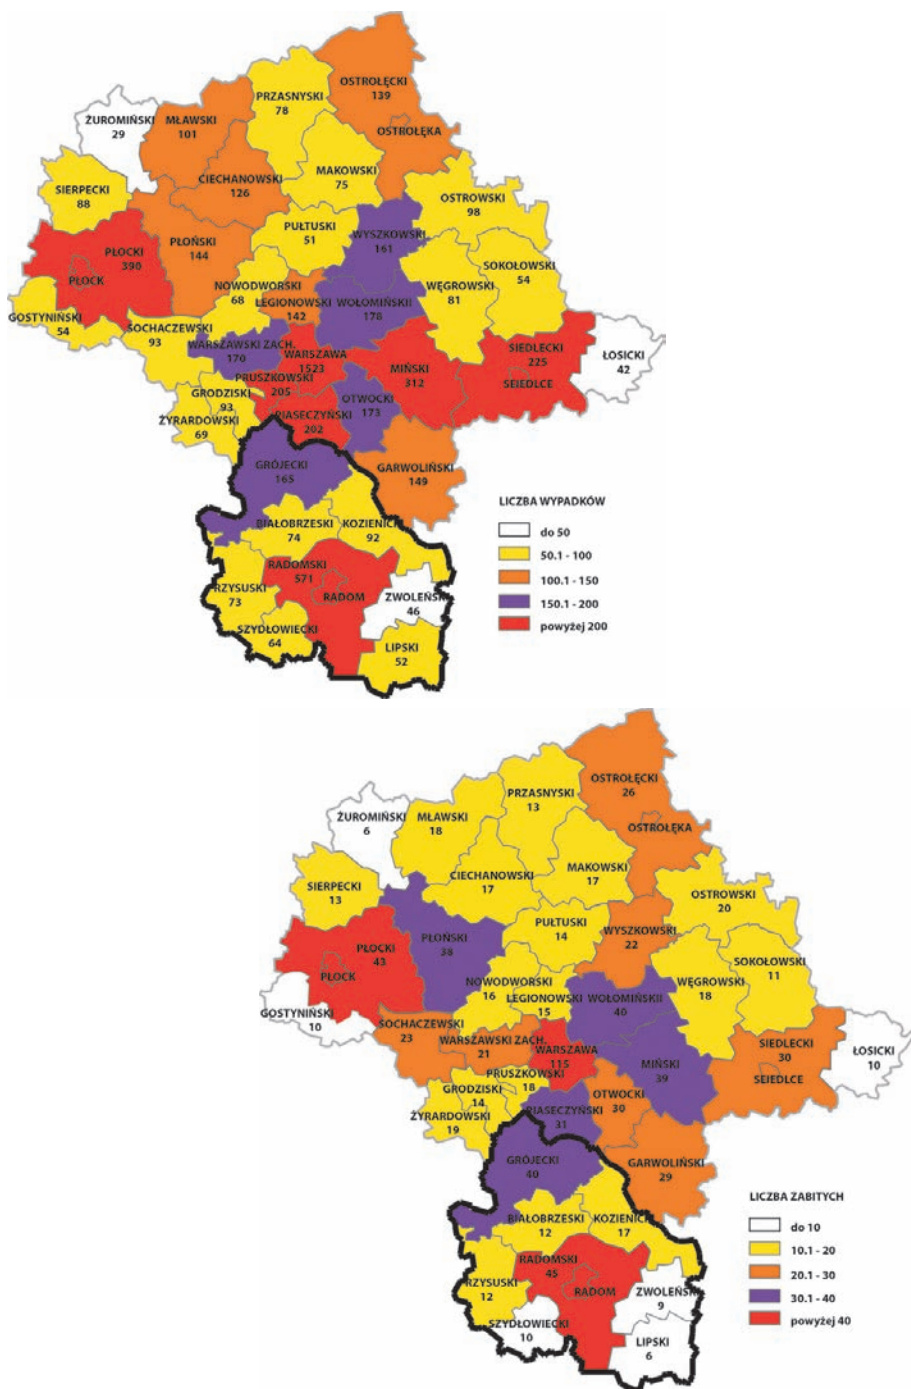 OSTROŁĘCKI
139
PRZASNYSKI
78
ŻUROMIŃSKI
29
MŁAWSKI
101
OSTROŁĘKA
CIECHANOWSKI
126
MAKOWSKI
75
SIERPECKI
88
OSTROWSKI
98
PUŁTUSKI
51
WYSZKOWSKI
161
PŁOŃSKI
144
PŁOCKI
390
PŁOCK
SOKOŁOWSKI
54
NOWODWORSKI
68
WĘGROWSKI
81
LEGIONOWSKI
142
WOŁOMIŃSKII
178
GOSTYNIŃSKI
54
SOCHACZEWSKI
93
WARSZAWSKI ZACH.
170
WARSZAWA
1523
SIEDLECKI
225
ŁOSICKI
42
MIŃSKI
312
SEIEDLCE
PRUSZKOWSKI
205
GRODZISKI
93
OTWOCKI
173
PIASECZYŃSKI
202
ŻYRARDOWSKI
69
GRÓJECKI
165
GARWOLIŃSKI
149
LICZBA WYPADKÓW
do 50
50.1 - 100
100.1 - 150
150.1 - 200
powyżej 200
BIAŁOBRZESKI
74
KOZIENICKI
92
RADOMSKI
571
RADOM
RZYSUSKI
73
ZWOLEŃSKI
46
SZYDŁOWIECKI
64
LIPSKI
52
OSTROŁĘCKI
26
PRZASNYSKI
13
ŻUROMIŃSKI
6
MŁAWSKI
18
OSTROŁĘKA
CIECHANOWSKI
17
MAKOWSKI
17
SIERPECKI
13
OSTROWSKI
20
PUŁTUSKI
14
WYSZKOWSKI
22
PŁOŃSKI
38
PŁOCKI
43
PŁOCK
SOKOŁOWSKI
11
NOWODWORSKI
16
WĘGROWSKI
18
LEGIONOWSKI
15
WOŁOMIŃSKII
40
GOSTYNIŃSKI
10
SOCHACZEWSKI
23
WARSZAWSKI ZACH.
21
WARSZAWA
115
SIEDLECKI
30
ŁOSICKI
10
MIŃSKI
39
SEIEDLCE
PRUSZKOWSKI
18
GRODZISKI
14
OTWOCKI
30
PIASECZYŃSKI
31
ŻYRARDOWSKI
19
GRÓJECKI
40
GARWOLIŃSKI
29
LICZBA ZABITYCH
do 10
10.1 - 20
20.1 - 30
30.1 - 40
powyżej 40
BIAŁOBRZESKI
12
KOZIENICKI
17
RADOMSKI
45
RADOM
RZYSUSKI
12
ZWOLEŃSKI
9
SZYDŁOWIECKI
10
LIPSKI
6